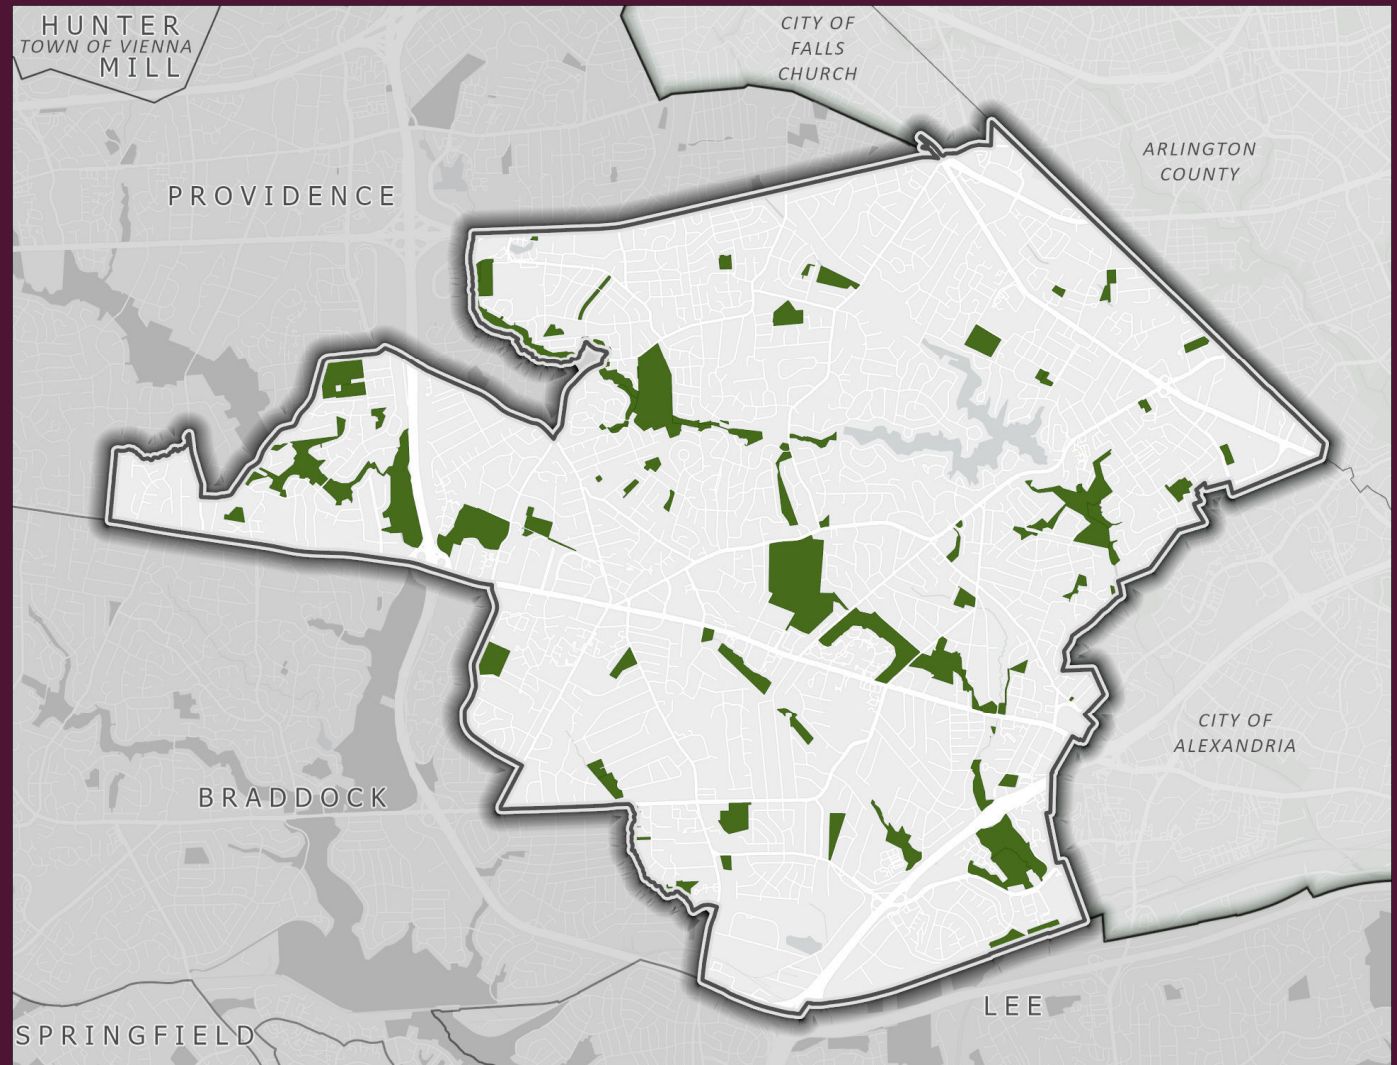 HUNTER
TOWN OF VIENNA
MILL
CITY OF
FALLS
CHURCH
ARLINGTON
COUNTY
PROVIDENCE
CITY OF
ALEXANDRIA
BRADDOCK
LEE
SPRINGFIELD